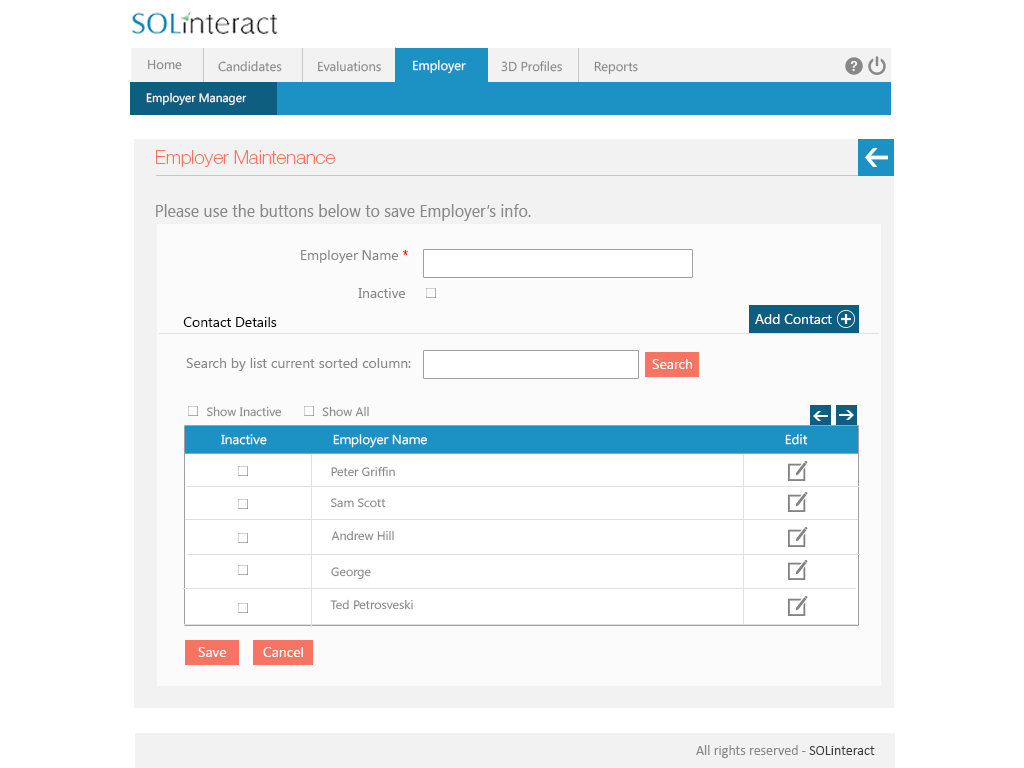 SOLinteract
Home Candidates Evaluations Employer 3D Profiles Reports ?
Employer Manager
Employer Maintenance
Please use the buttons below to save Employer's info.
Employer Name *
Inactive
Contact Details Add Contact
Search by list current sorted column: Search
Show Inactive Show All
Inactive Employer Name Edit
Peter Griffin
Sam Scott
Andrew Hill
George
Ted Petrosveski
Save Cancel
All rights reserved - SOLinteract